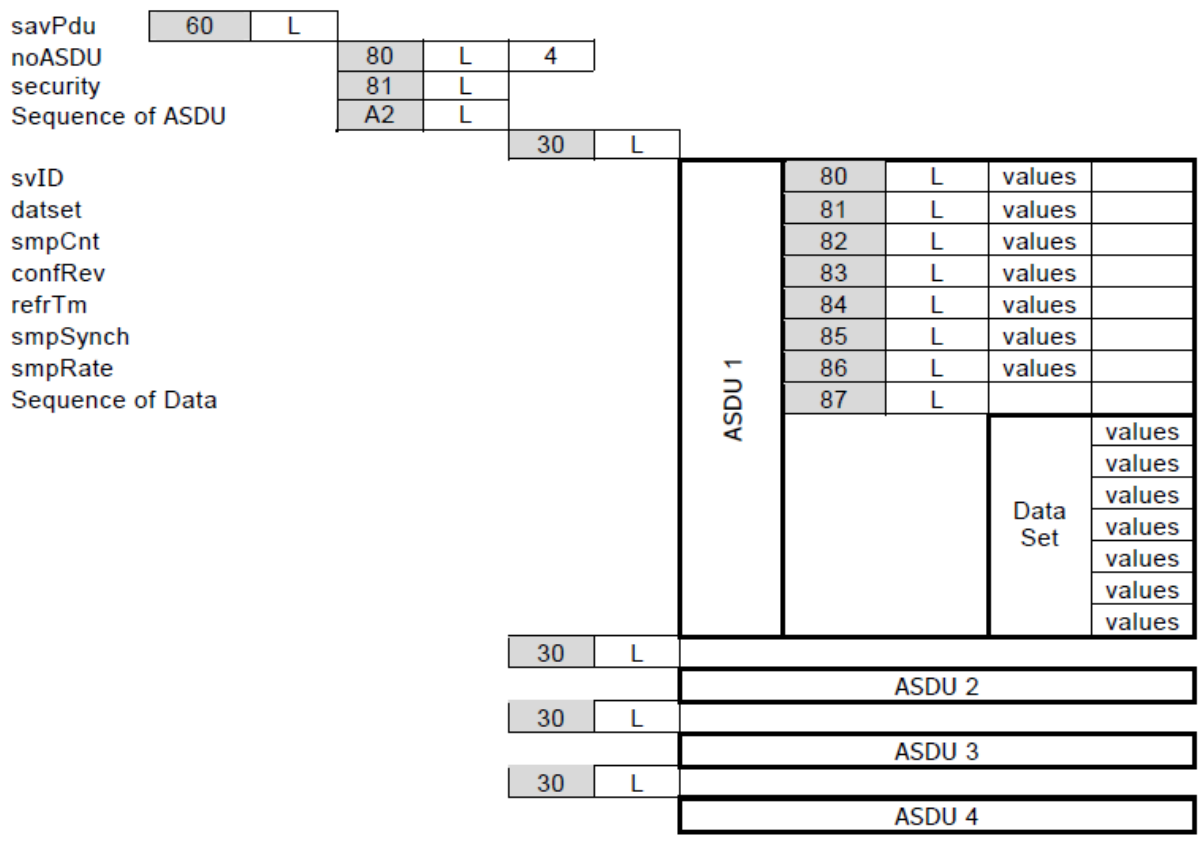 savPdu 60 L
noASDU 80 L 4
security 81 L
Sequence of ASDU A2 L
30 L
svID 80 L values
datset 81 L values
smpCnt 82 L values
confRev 83 L values
refrTm 84 L values
smpSynch 85 L values
smpRate 86 L values
Sequence of Data 87 L
ASDU 1
values
values
values
Data
Set
values
values
values
values
30 L
ASDU 2
30 L
ASDU 3
30 L
ASDU 4